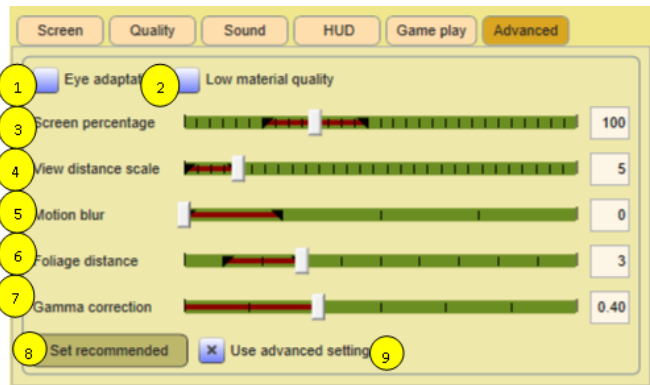 Screen Quality Sound HUD Game play Advanced
1 Eye adaptat 2 Low material quality
3 Screen percentage 100
4 View distance scale 5
5 Motion blur 0
6 Foliage distance 3
7 Gamma correction 0.40
8 Set recommended Use advanced setting 9